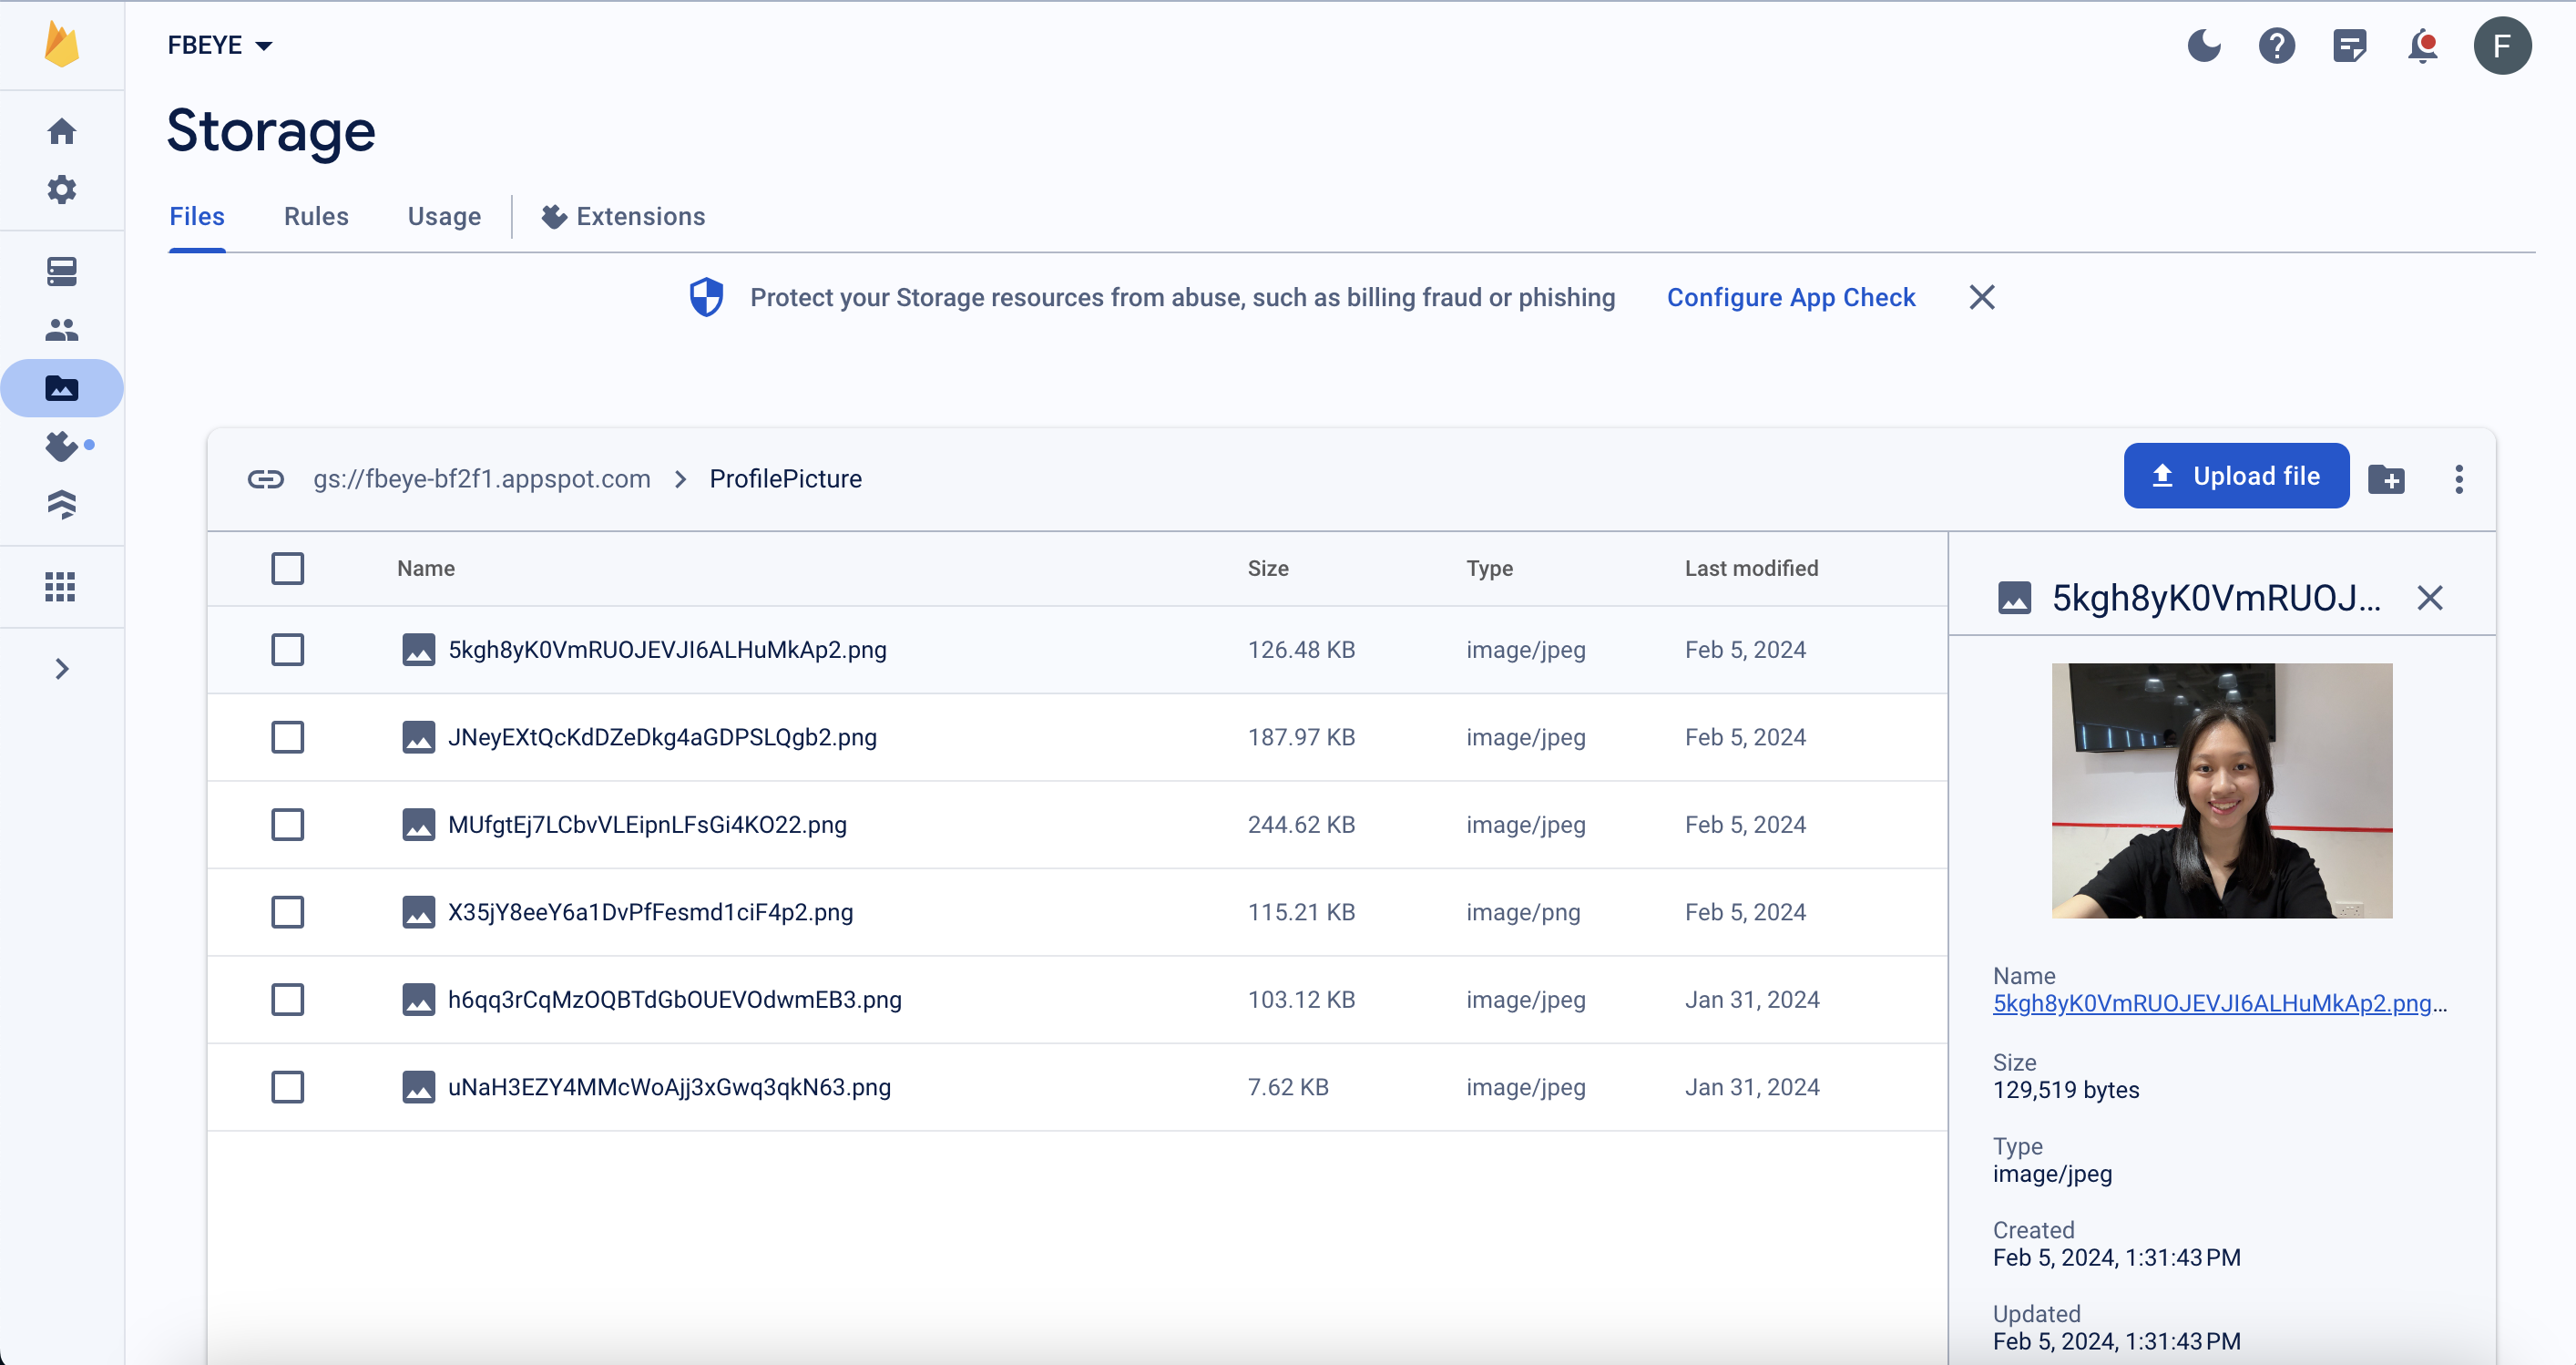 FBEYE
F
Storage
Files Rules Usage Extensions
Protect your Storage resources from abuse, such as billing fraud or phishing Configure App Check
gs://fbeye-bf2f1.appspot.com ProfilePicture Upload file
Name Size Type Last modified
5kgh8yK0VmRUOJEVJI6ALHuMkAp2.png 126.48 KB image/jpeg Feb 5, 2024
JNeyEXtQcKdDZeDkg4aGDPSLQgb2.png 187.97 KB image/jpeg Feb 5, 2024
MUfgtEj7LCbvVLEipnLFsGi4KO22.png 244.62 KB image/jpeg Feb 5, 2024
X35jY8eeY6a1DvPfFesmd1ciF4p2.png 115.21 KB image/png Feb 5, 2024
h6qq3rCqMzOQBTdGbOUEVOdwmEB3.png 103.12 KB image/jpeg Jan 31, 2024
uNaH3EZY4MMcWoAjj3xGwq3qkN63.png 7.62 KB image/jpeg Jan 31, 2024
5kgh8yK0VmRUOJ...
Name
5kgh8yK0VmRUOJEVJI6ALHuMkAp2.png...
Size
129,519 bytes
Type
image/jpeg
Created
Feb 5, 2024, 1:31:43 PM
Updated
Feb 5, 2024, 1:31:43 PM